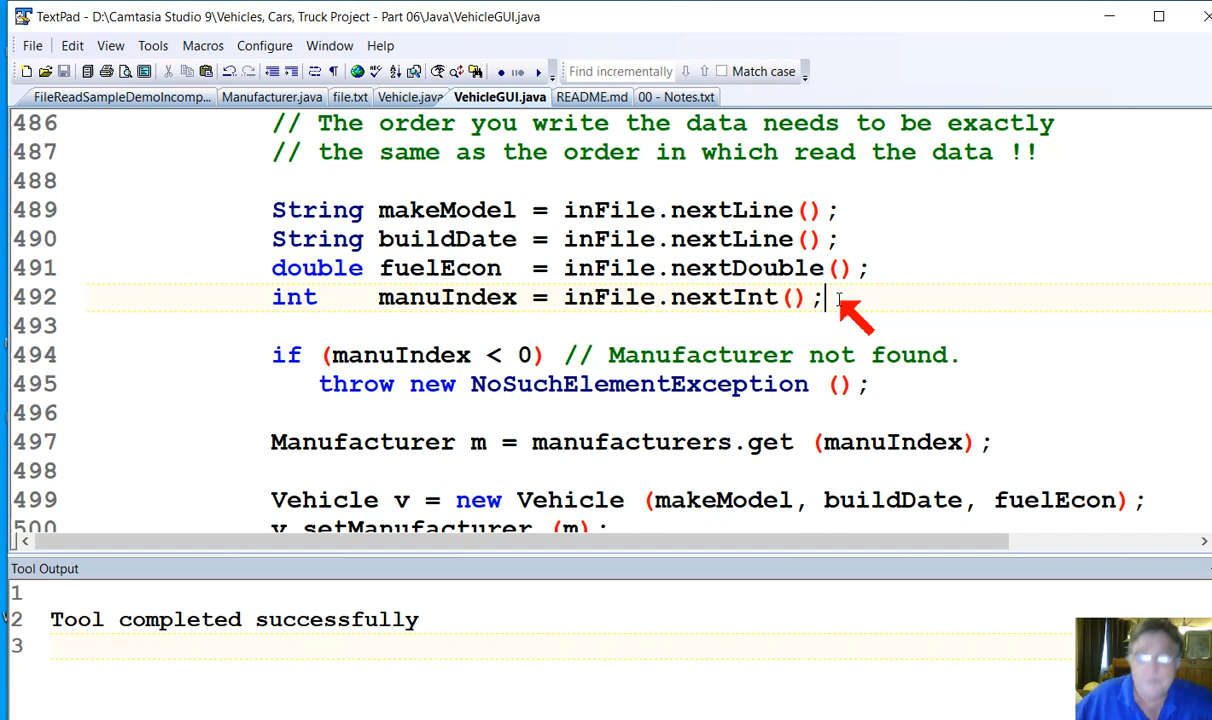 TextPad - D:\Camtasia Studio 9\Vehicles, Cars, Truck Project - Part 06\Java\VehicleGUI.java
File Edit View Tools Macros Configure Window Help
Find incrementally Match case
FileReadSampleDemoIncomp... Manufacturer.java file.txt Vehicle.java VehicleGUI.java README.md 00 - Notes.txt
486 // The order you write the data needs to be exactly
487 // the same as the order in which read the data !!
488
489 String makeModel = inFile.nextLine();
490 String buildDate = inFile.nextLine();
491 double fuelEcon = inFile.nextDouble();
492 int manuIndex = inFile.nextInt();
493
494 if (manuIndex < 0) // Manufacturer not found.
495 throw new NoSuchElementException ();
496
497 Manufacturer m = manufacturers.get (manuIndex);
498
499 Vehicle v = new Vehicle (makeModel, buildDate, fuelEcon);
500 v.setManufacturer (m);
Tool Output
1
2 Tool completed successfully
3